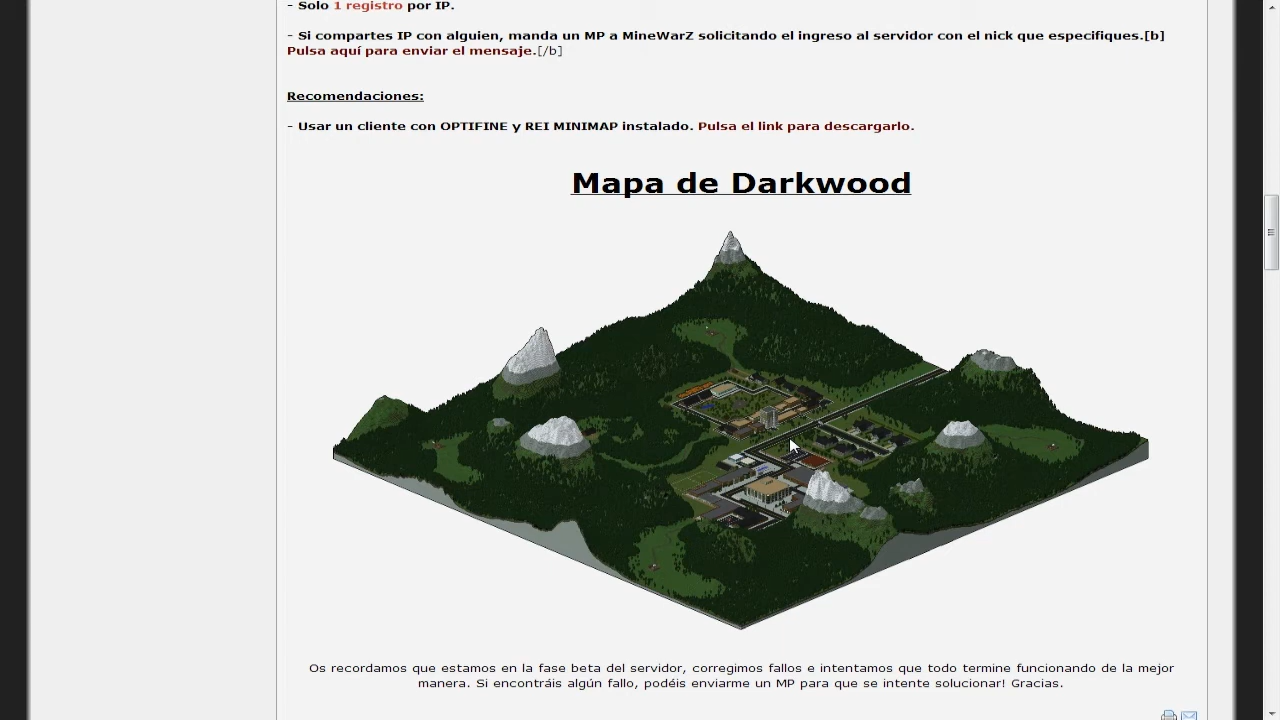 - Solo 1 registro por IP.
- Si compartes IP con alguien, manda un MP a MineWarZ solicitando el ingreso al servidor con el nick que especifiques.[b]
Pulsa aquí para enviar el mensaje.[/b]
Recomendaciones:
- Usar un cliente con OPTIFINE y REI MINIMAP instalado. Pulsa el link para descargarlo.
Mapa de Darkwood
Os recordamos que estamos en la fase beta del servidor, corregimos fallos e intentamos que todo termine funcionando de la mejor
manera. Si encontráis algún fallo, podéis enviarme un MP para que se intente solucionar! Gracias.